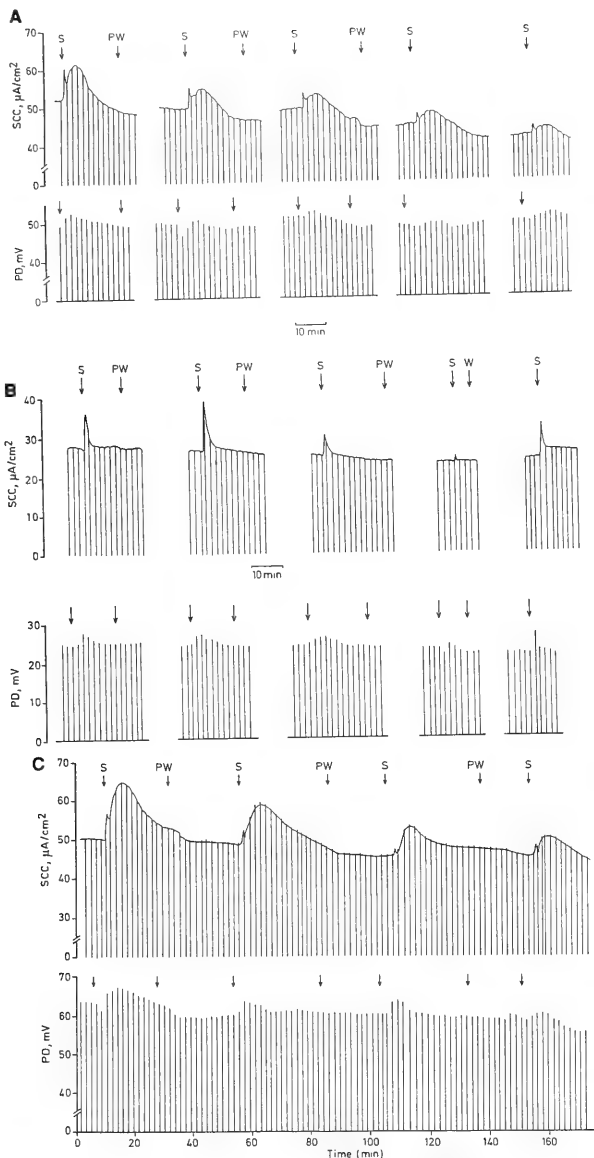 A
S PW S PW S PW S S
70
60
50
40
0
SCC, µA/cm2
50
40
0
PD, mV
10 min
B
S PW S PW S PW S W S
40
30
20
10
0
SCC, µA/cm2
10 min
30
20
10
0
PD, mV
C
S PW S PW S PW S
70
60
50
40
30
0
SCC, µA/cm2
70
60
50
40
0
PD, mV
0 20 40 60 80 100 120 140 160
Time (min)